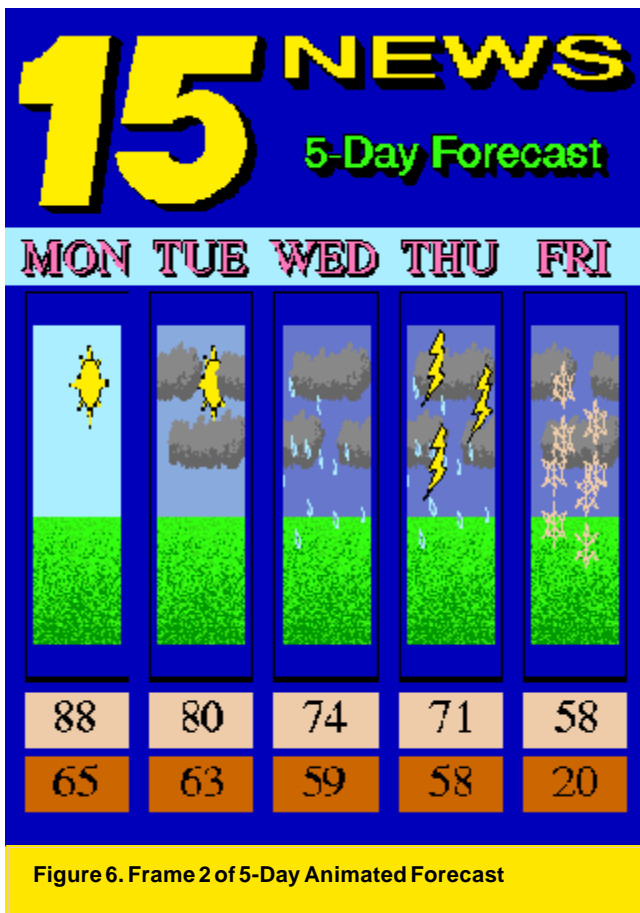 15 NEWS
5-Day Forecast
MON TUE WED THU FRI
88 80 74 71 58
65 63 59 58 20
Figure 6. Frame 2 of 5-Day Animated Forecast